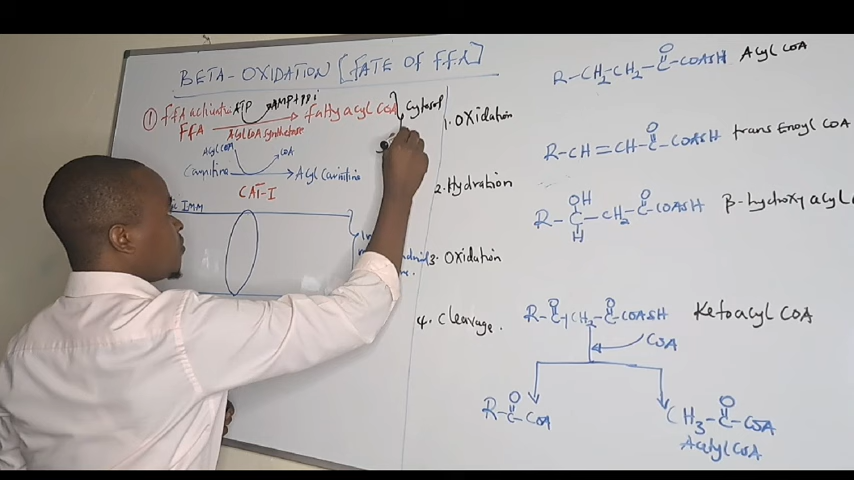 BETA-OXIDATION [FATE OF FFA]
① FFA activation ATP AMP+PPi
FFA fatty acyl CoA Cytosol
Acyl COA synthetase
Acyl COA COA
Carnitine Acyl Carnitine
CAT-I
IMM
1. Oxidation
2. Hydration
3. Oxidation
4. Cleavage.
R-CH2-CH2-C-COASH Acyl COA
O
R-CH=CH-C-COASH trans Enoyl COA
O
OH O
R-C-CH2-C-COASH β-hydroxy acyl
H
O O
R-C-CH2-C-COASH Ketoacyl COA
COA
O
R-C-COA
O
CH3-C-COA
Acetyl COA